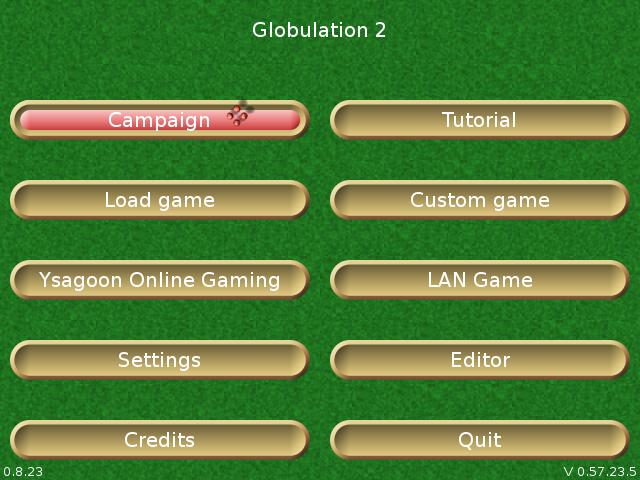 Globulation 2
Campaign
Tutorial
Load game
Custom game
Ysagoon Online Gaming
LAN Game
Settings
Editor
Credits
Quit
0.8.23
V 0.57.23.5